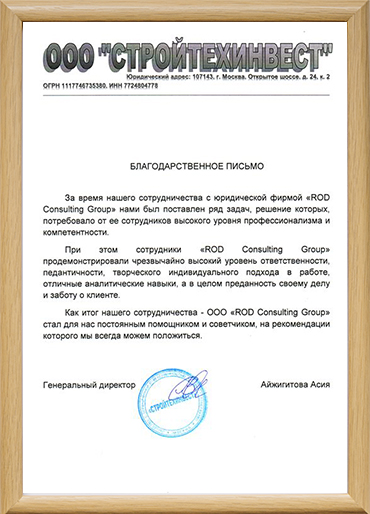 ООО "СТРОЙТЕХИНВЕСТ"
Юридический адрес: 107143, г. Москва, Открытое шоссе, д. 24, к. 2
ОГРН 1117746735380, ИНН 7724804778
БЛАГОДАРСТВЕННОЕ ПИСЬМО
За время нашего сотрудничества с юридической фирмой «ROD
Consulting Group» нами был поставлен ряд задач, решение которых,
потребовало от ее сотрудников высокого уровня профессионализма и
компетентности.
При этом сотрудники «ROD Consulting Group»
продемонстрировали чрезвычайно высокий уровень ответственности,
педантичности, творческого индивидуального подхода в работе,
отличные аналитические навыки, а в целом преданность своему делу
и заботу о клиенте.
Как итог нашего сотрудничества - ООО «ROD Consulting Group»
стал для нас постоянным помощником и советчиком, на рекомендации
которого мы всегда можем положиться.
Генеральный директор Айжигитова Асия
«СТРОЙТЕХИНВЕСТ»